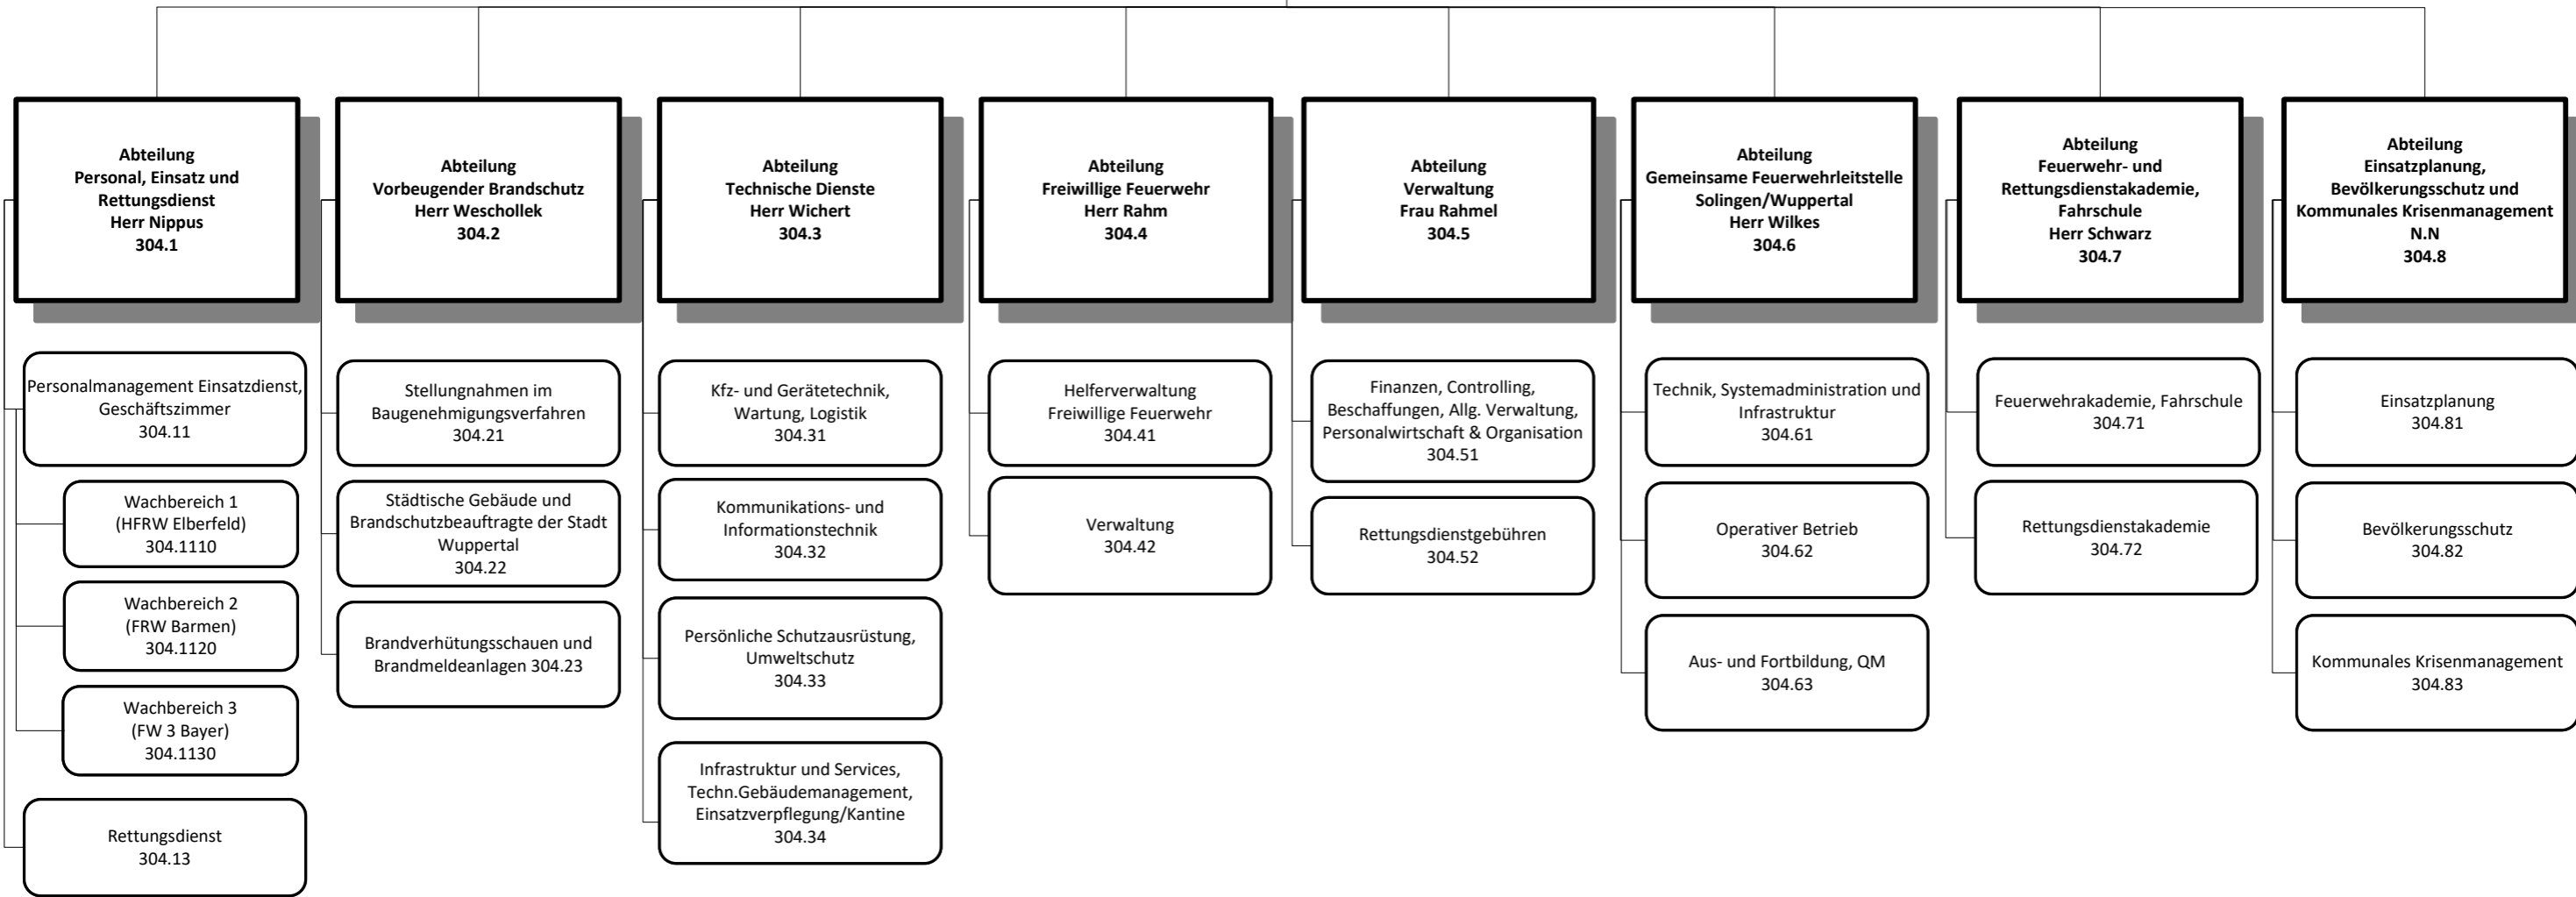 Abteilung
Personal, Einsatz und
Rettungsdienst
Herr Nippus
304.1
Personalmanagement Einsatzdienst,
Geschäftszimmer
304.11
Wachbereich 1
(HFRW Elberfeld)
304.1110
Wachbereich 2
(FRW Barmen)
304.1120
Wachbereich 3
(FW 3 Bayer)
304.1130
Rettungsdienst
304.13
Abteilung
Vorbeugender Brandschutz
Herr Weschollek
304.2
Stellungnahmen im
Baugenehmigungsverfahren
304.21
Städtische Gebäude und
Brandschutzbeauftragte der Stadt
Wuppertal
304.22
Brandverhütungsschauen und
Brandmeldeanlagen 304.23
Abteilung
Technische Dienste
Herr Wichert
304.3
Kfz- und Gerätetechnik,
Wartung, Logistik
304.31
Kommunikations- und
Informationstechnik
304.32
Persönliche Schutzausrüstung,
Umweltschutz
304.33
Infrastruktur und Services,
Techn.Gebäudemanagement,
Einsatzverpflegung/Kantine
304.34
Abteilung
Freiwillige Feuerwehr
Herr Rahm
304.4
Helferverwaltung
Freiwillige Feuerwehr
304.41
Verwaltung
304.42
Abteilung
Verwaltung
Frau Rahmel
304.5
Finanzen, Controlling,
Beschaffungen, Allg. Verwaltung,
Personalwirtschaft & Organisation
304.51
Rettungsdienstgebühren
304.52
Abteilung
Gemeinsame Feuerwehrleitstelle
Solingen/Wuppertal
Herr Wilkes
304.6
Technik, Systemadministration und
Infrastruktur
304.61
Operativer Betrieb
304.62
Aus- und Fortbildung, QM
304.63
Abteilung
Feuerwehr- und
Rettungsdienstakademie,
Fahrschule
Herr Schwarz
304.7
Feuerwehrakademie, Fahrschule
304.71
Rettungsdienstakademie
304.72
Abteilung
Einsatzplanung,
Bevölkerungsschutz und
Kommunales Krisenmanagement
N.N
304.8
Einsatzplanung
304.81
Bevölkerungsschutz
304.82
Kommunales Krisenmanagement
304.83